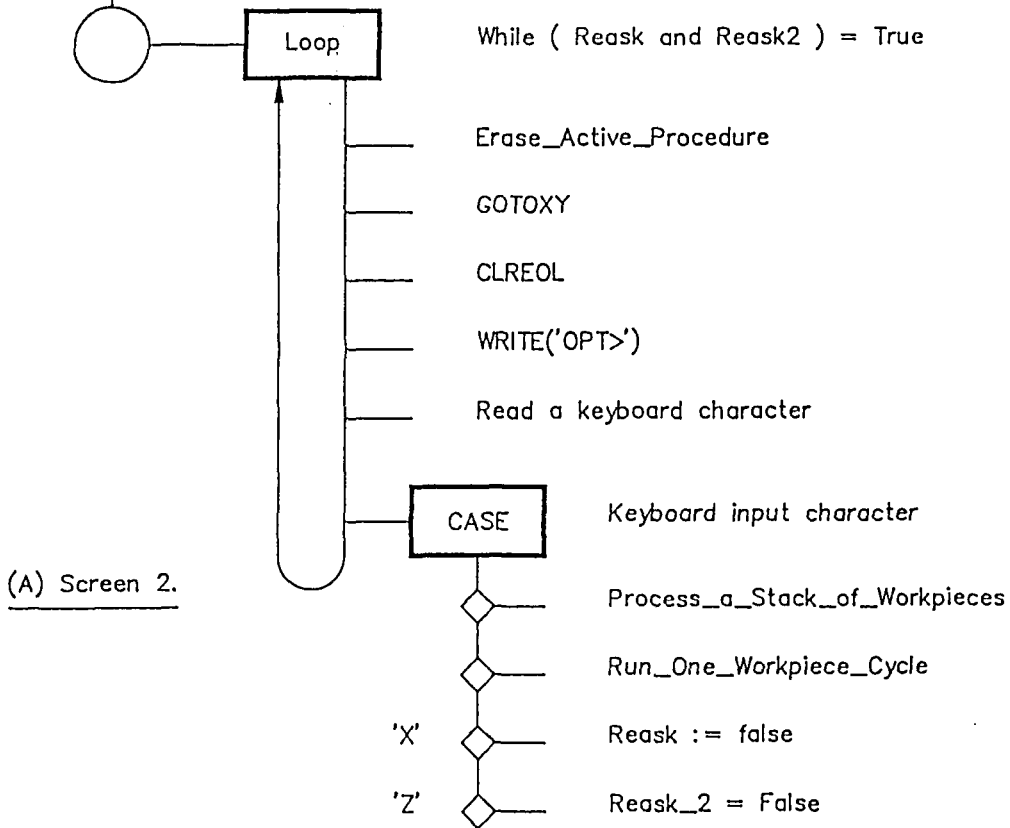 Loop While ( Reask and Reask2 ) = True
Erase_Active_Procedure
GOTOXY
CLREOL
WRITE('OPT>')
Read a keyboard character
CASE Keyboard input character
(A) Screen 2.
Process_a_Stack_of_Workpieces
Run_One_Workpiece_Cycle
'X' Reask := false
'Z' Reask_2 = False